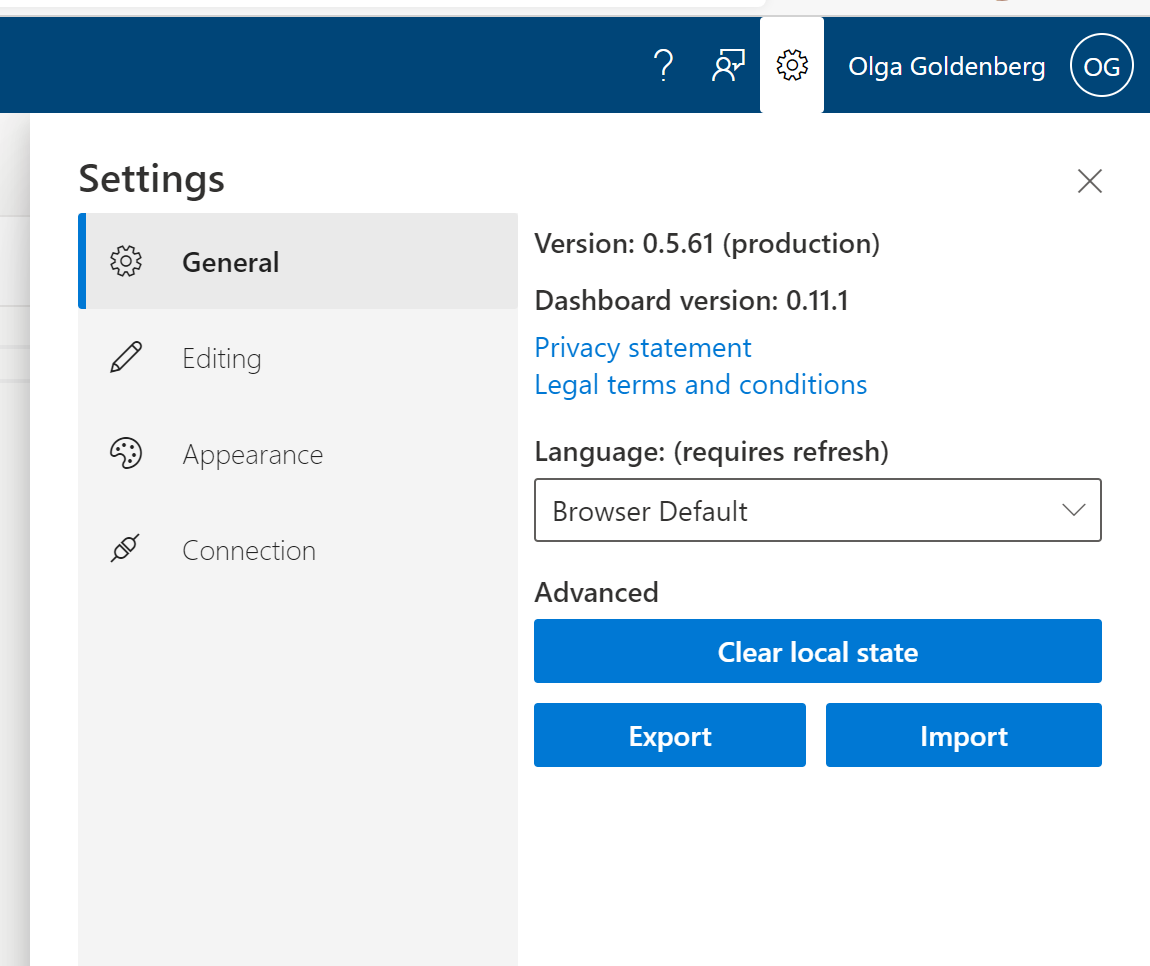 Olga Goldenberg
OG
Settings
General
Editing
Appearance
Connection
Version: 0.5.61 (production)
Dashboard version: 0.11.1
Privacy statement
Legal terms and conditions
Language: (requires refresh)
Browser Default
Advanced
Clear local state
Export
Import